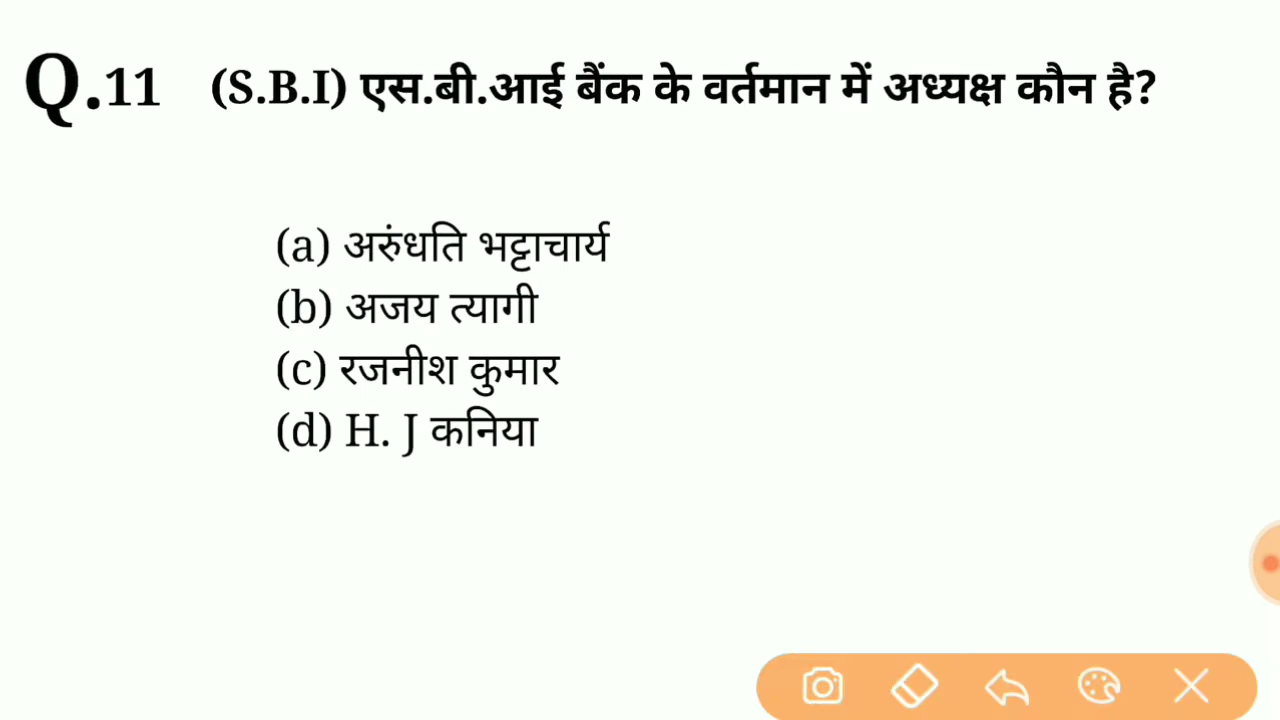 Q.11 (S.B.I) एस.बी.आई बैंक के वर्तमान में अध्यक्ष कौन है?
(a) अरुंधति भट्टाचार्य
(b) अजय त्यागी
(c) रजनीश कुमार
(d) H. J कनिया